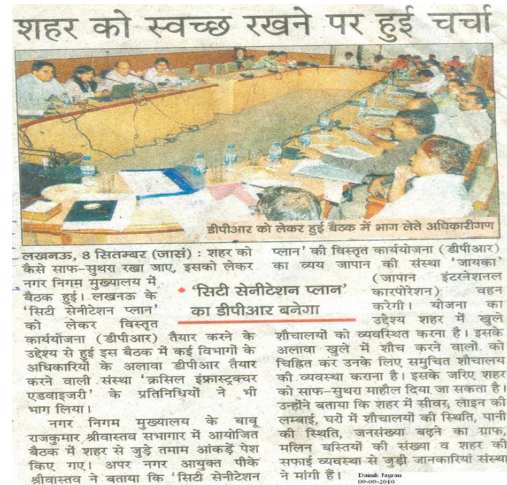 शहर को स्वच्छ रखने पर हुई चर्चा
डीपीआर को लेकर हुई बैठक में भाग लेते अधिकारीगण
लखनऊ, 8 सितम्बर (जासं) : शहर को
कैसे साफ-सुथरा रखा जाए, इसको लेकर
नगर निगम मुख्यालय में
बैठक हुई। लखनऊ के
'सिटी सेनीटेशन प्लान'
को लेकर विस्तृत
कार्ययोजना (डीपीआर) तैयार करने के
उद्देश्य से हुई इस बैठक में कई विभागों के
अधिकारियों के अलावा डीपीआर तैयार
करने वाली संस्था 'क्रसिल इंफ्रास्ट्रक्चर
एडवाइजरी' के प्रतिनिधियों ने भी
भाग लिया।
नगर निगम मुख्यालय के बाबू
राजकुमार श्रीवास्तव सभागार में आयोजित
बैठक में शहर से जुड़े तमाम आंकड़ें पेश
किए गए। अपर नगर आयुक्त पीके
श्रीवास्तव ने बताया कि 'सिटी सेनीटेशन
• 'सिटी सेनीटेशन प्लान'
का डीपीआर बनेगा
प्लान' की विस्तृत कार्ययोजना (डीपीआर)
का व्यय जापान की संस्था 'जायका'
(जापान इंटरनेशनल
कारपोरेशन) वहन
करेगी। योजना का
उद्देश्य शहर में खुले
शौचालयों को व्यवस्थित करना है। इसके
अलावा खुले में शौच करने वालों को
चिह्नित कर उनके लिए समुचित शौचालय
की व्यवस्था कराना है। इसके जरिए शहर
को साफ-सुथरा माहौल दिया जा सकता है।
उन्होंने बताया कि शहर में सीवर, लाइन की
लम्बाई, घरों में शौचालयों की स्थिति, पानी
की स्थिति, जनसंख्या बढ़ने का ग्राफ,
मलिन बस्तियों की संख्या व शहर की
सफाई व्यवस्था से जुड़ी जानकारियां संस्था
ने मांगी हैं।
Dainik Jagran
09-09-2010